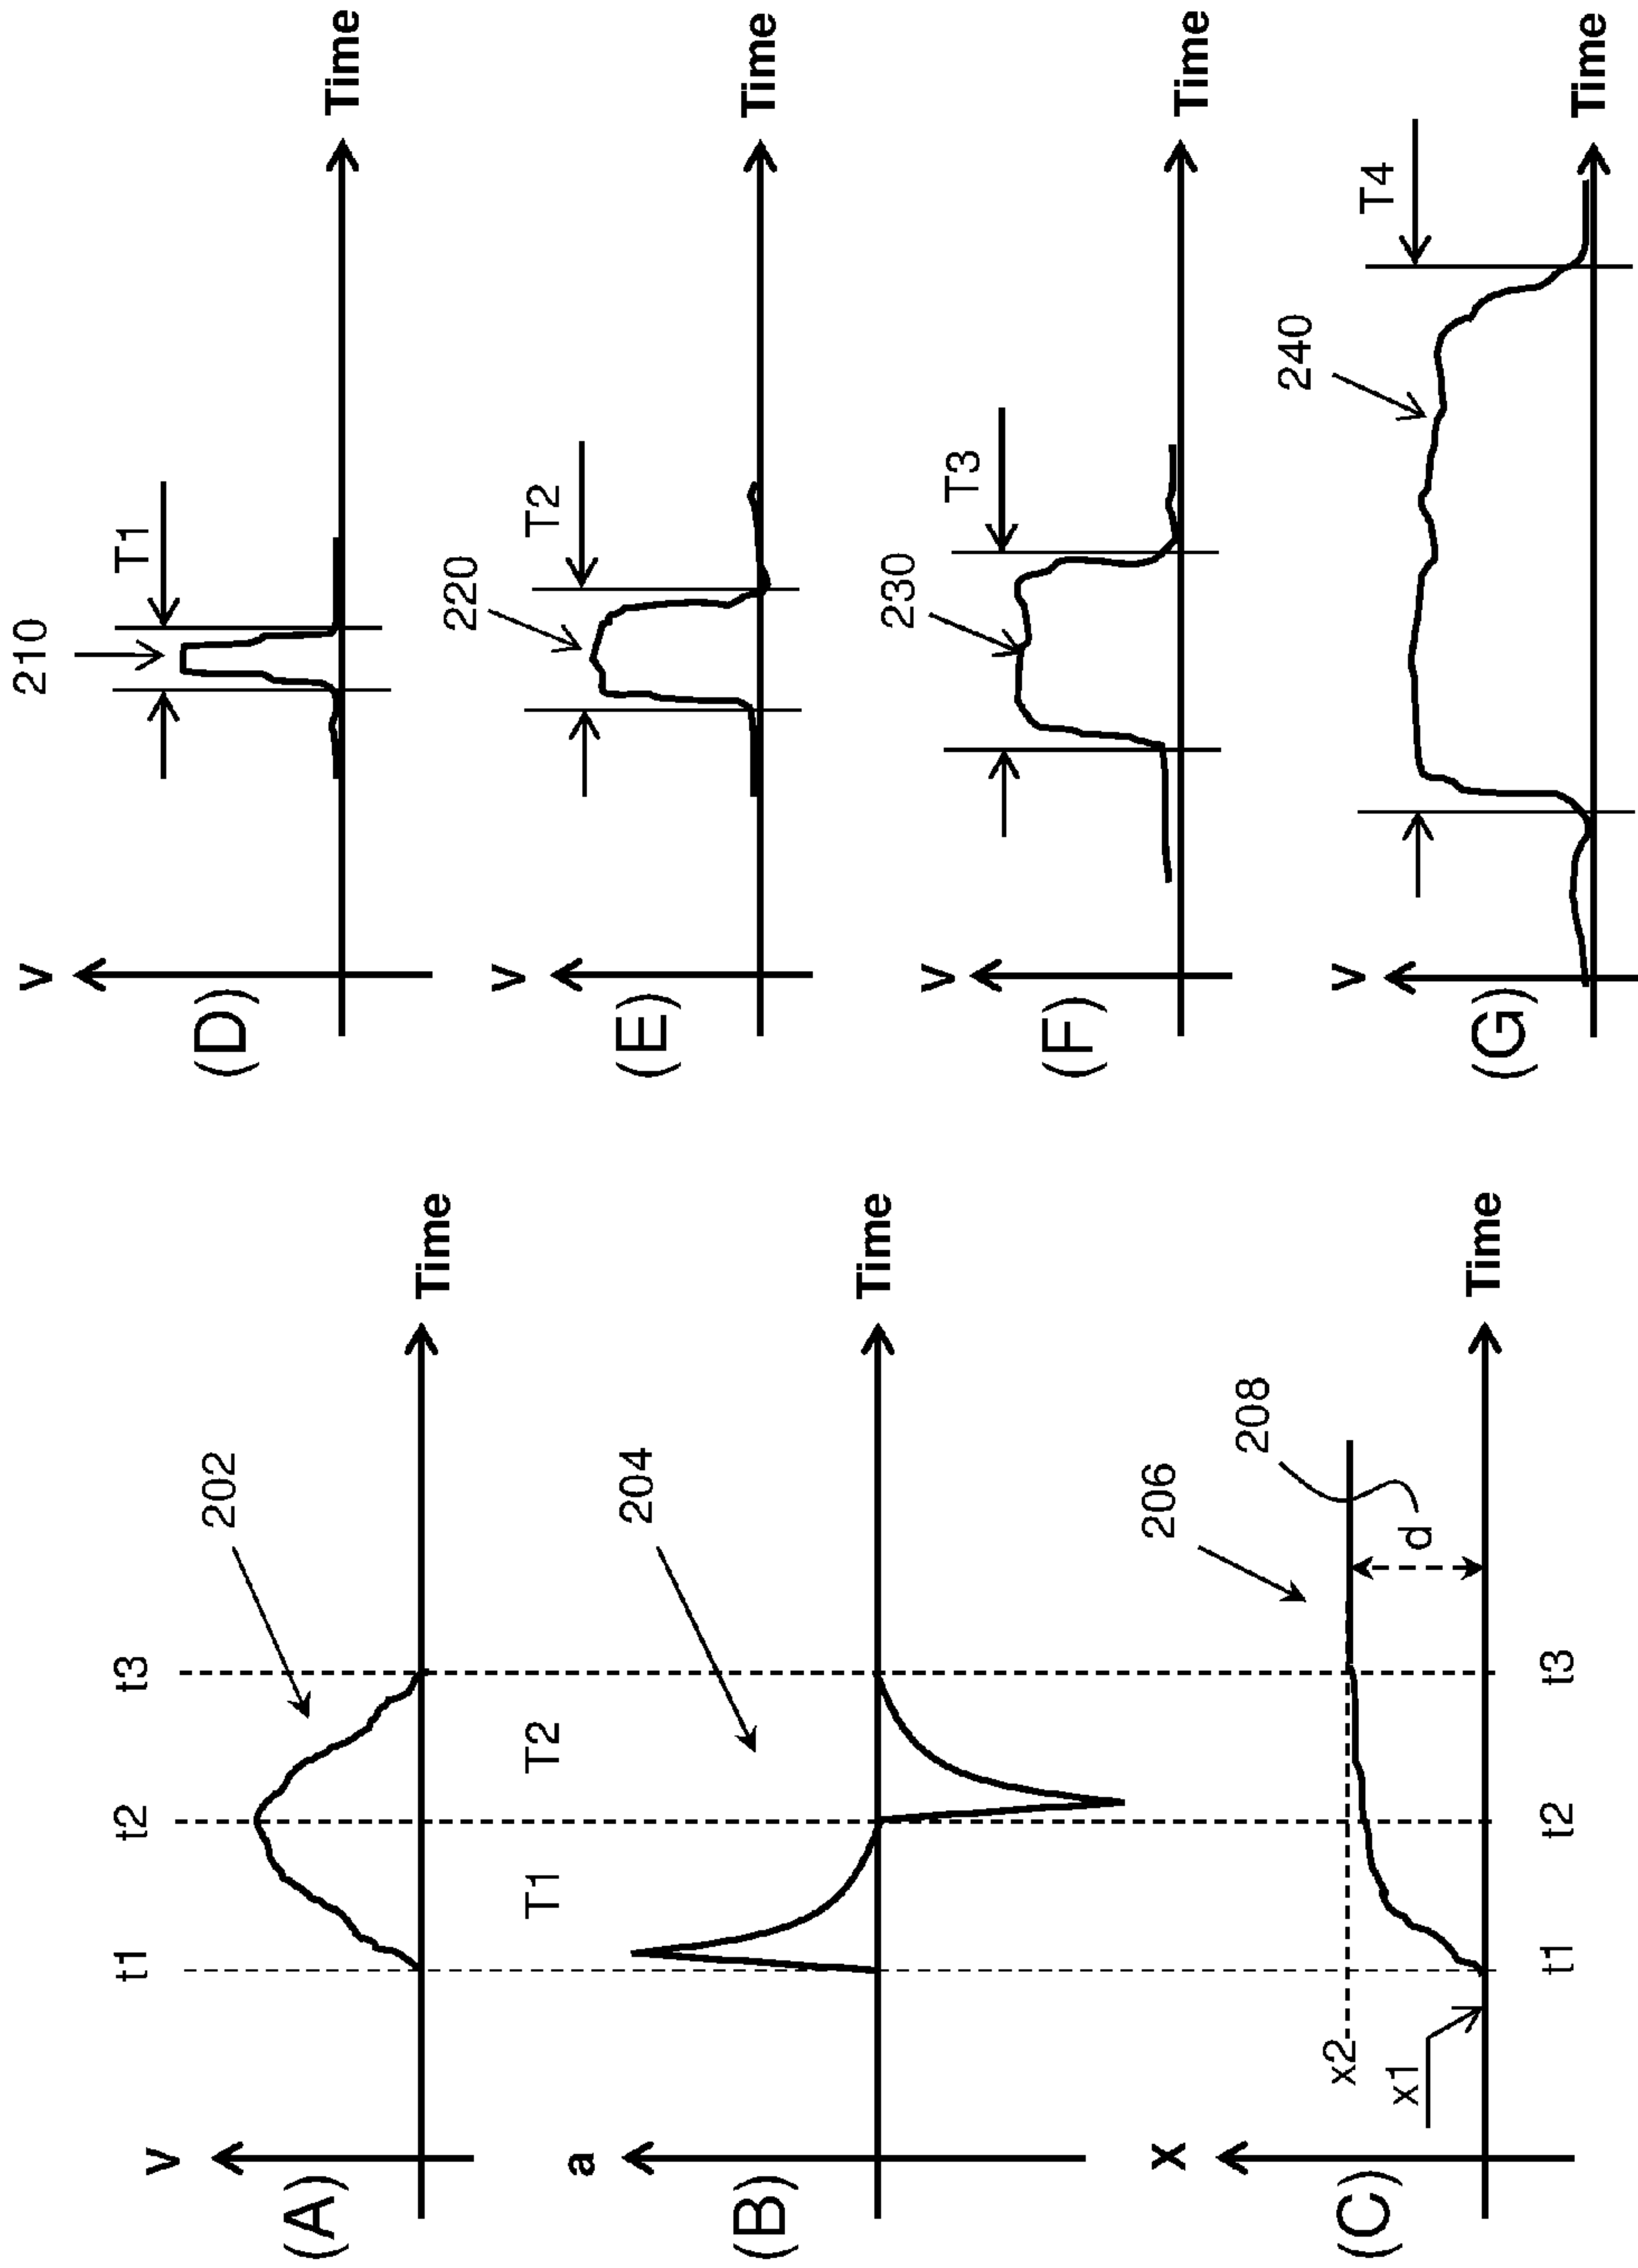 V
(A)
202
t1
t2
t3
Time
a
(B)
T1
T2
204
Time
X
(C)
x2
x1
206
208
d
Time
t1
t2
t3
V
(D)
210
T1
Time
V
(E)
220
T2
Time
V
(F)
230
T3
Time
V
(G)
240
T4
Time